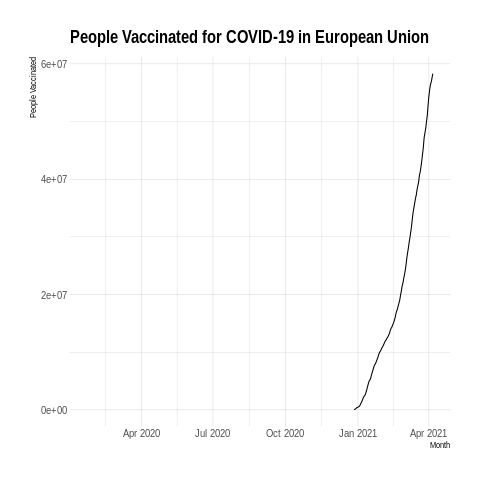 People Vaccinated for COVID-19 in European Union
People Vaccinated
6e+07
4e+07
2e+07
0e+00
Apr 2020 Jul 2020 Oct 2020 Jan 2021 Apr 2021
Month